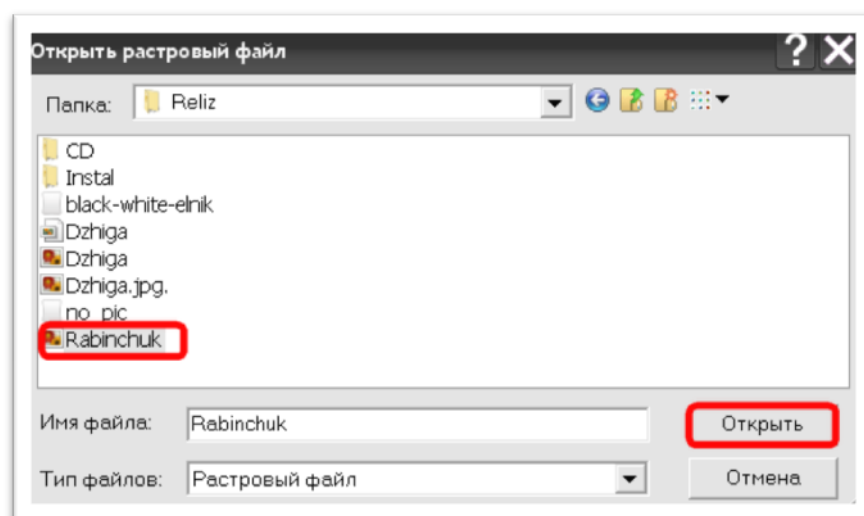 Открыть растровый файл
Папка: Reliz
CD
Instal
black-white-elnik
Dzhiga
Dzhiga
Dzhiga.jpg.
no_pic
Rabinchuk
Имя файла: Rabinchuk Открыть
Тип файлов: Растровый файл Отмена